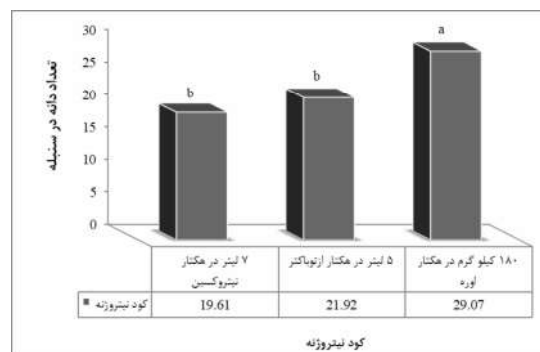 تعداد دانه در سنبله
30
25
20
15
10
5
0
b
b
a
۷ لیتر در هکتار
نیتروکسین
۵ لیتر در هکتار ازتوباکتر
۱۸۰ کیلو گرم در هکتار
اوره
کود نیتروژنه
19.61
21.92
29.07
کود نیتروژنه